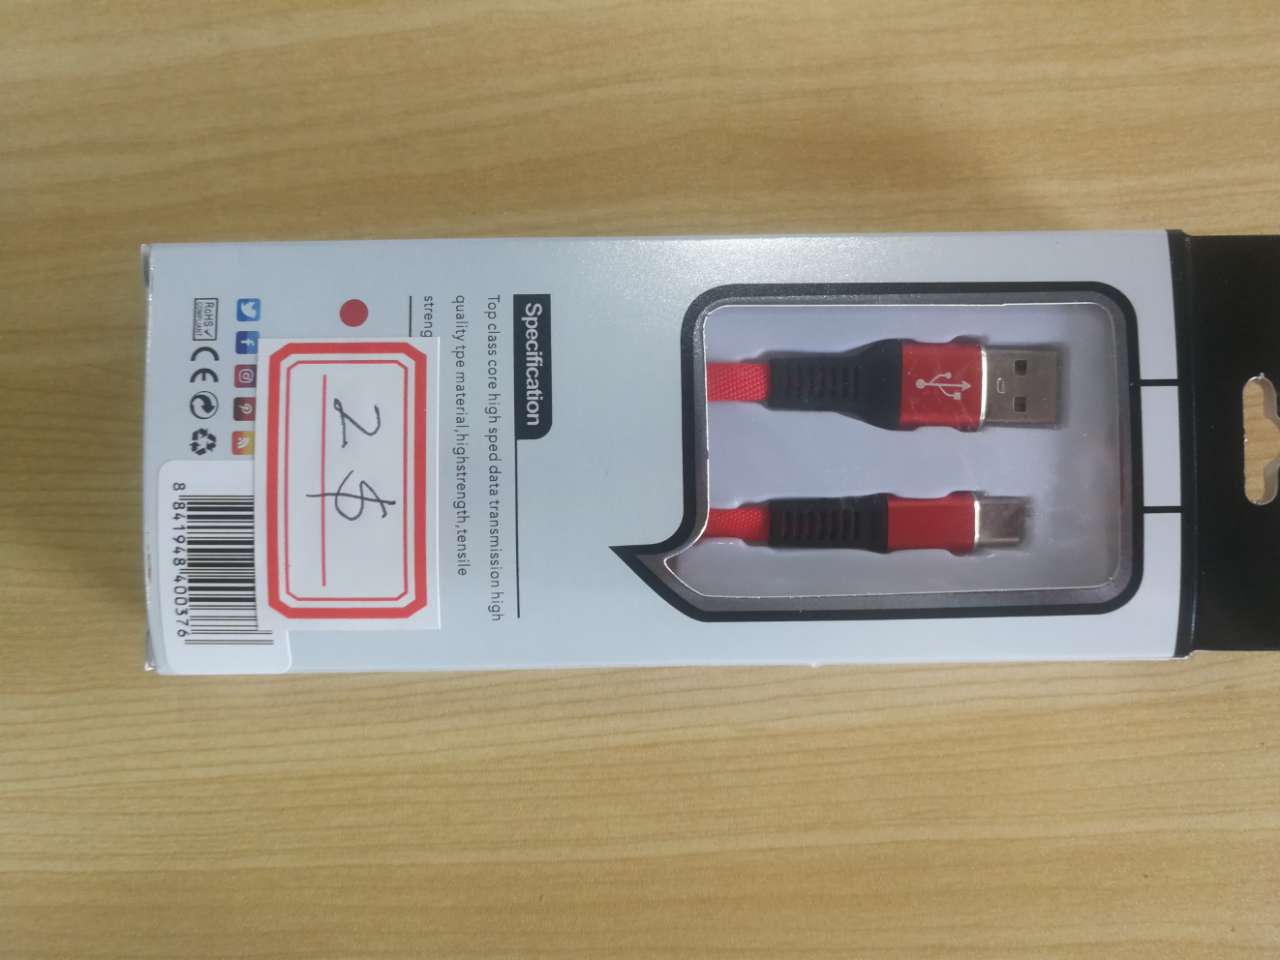 Specification
Top class core high sped data transmission high
quality tpe material,highstrength,tensile
streng
2 $
RoHS
COMPLIANT
CE
8 841948 400376